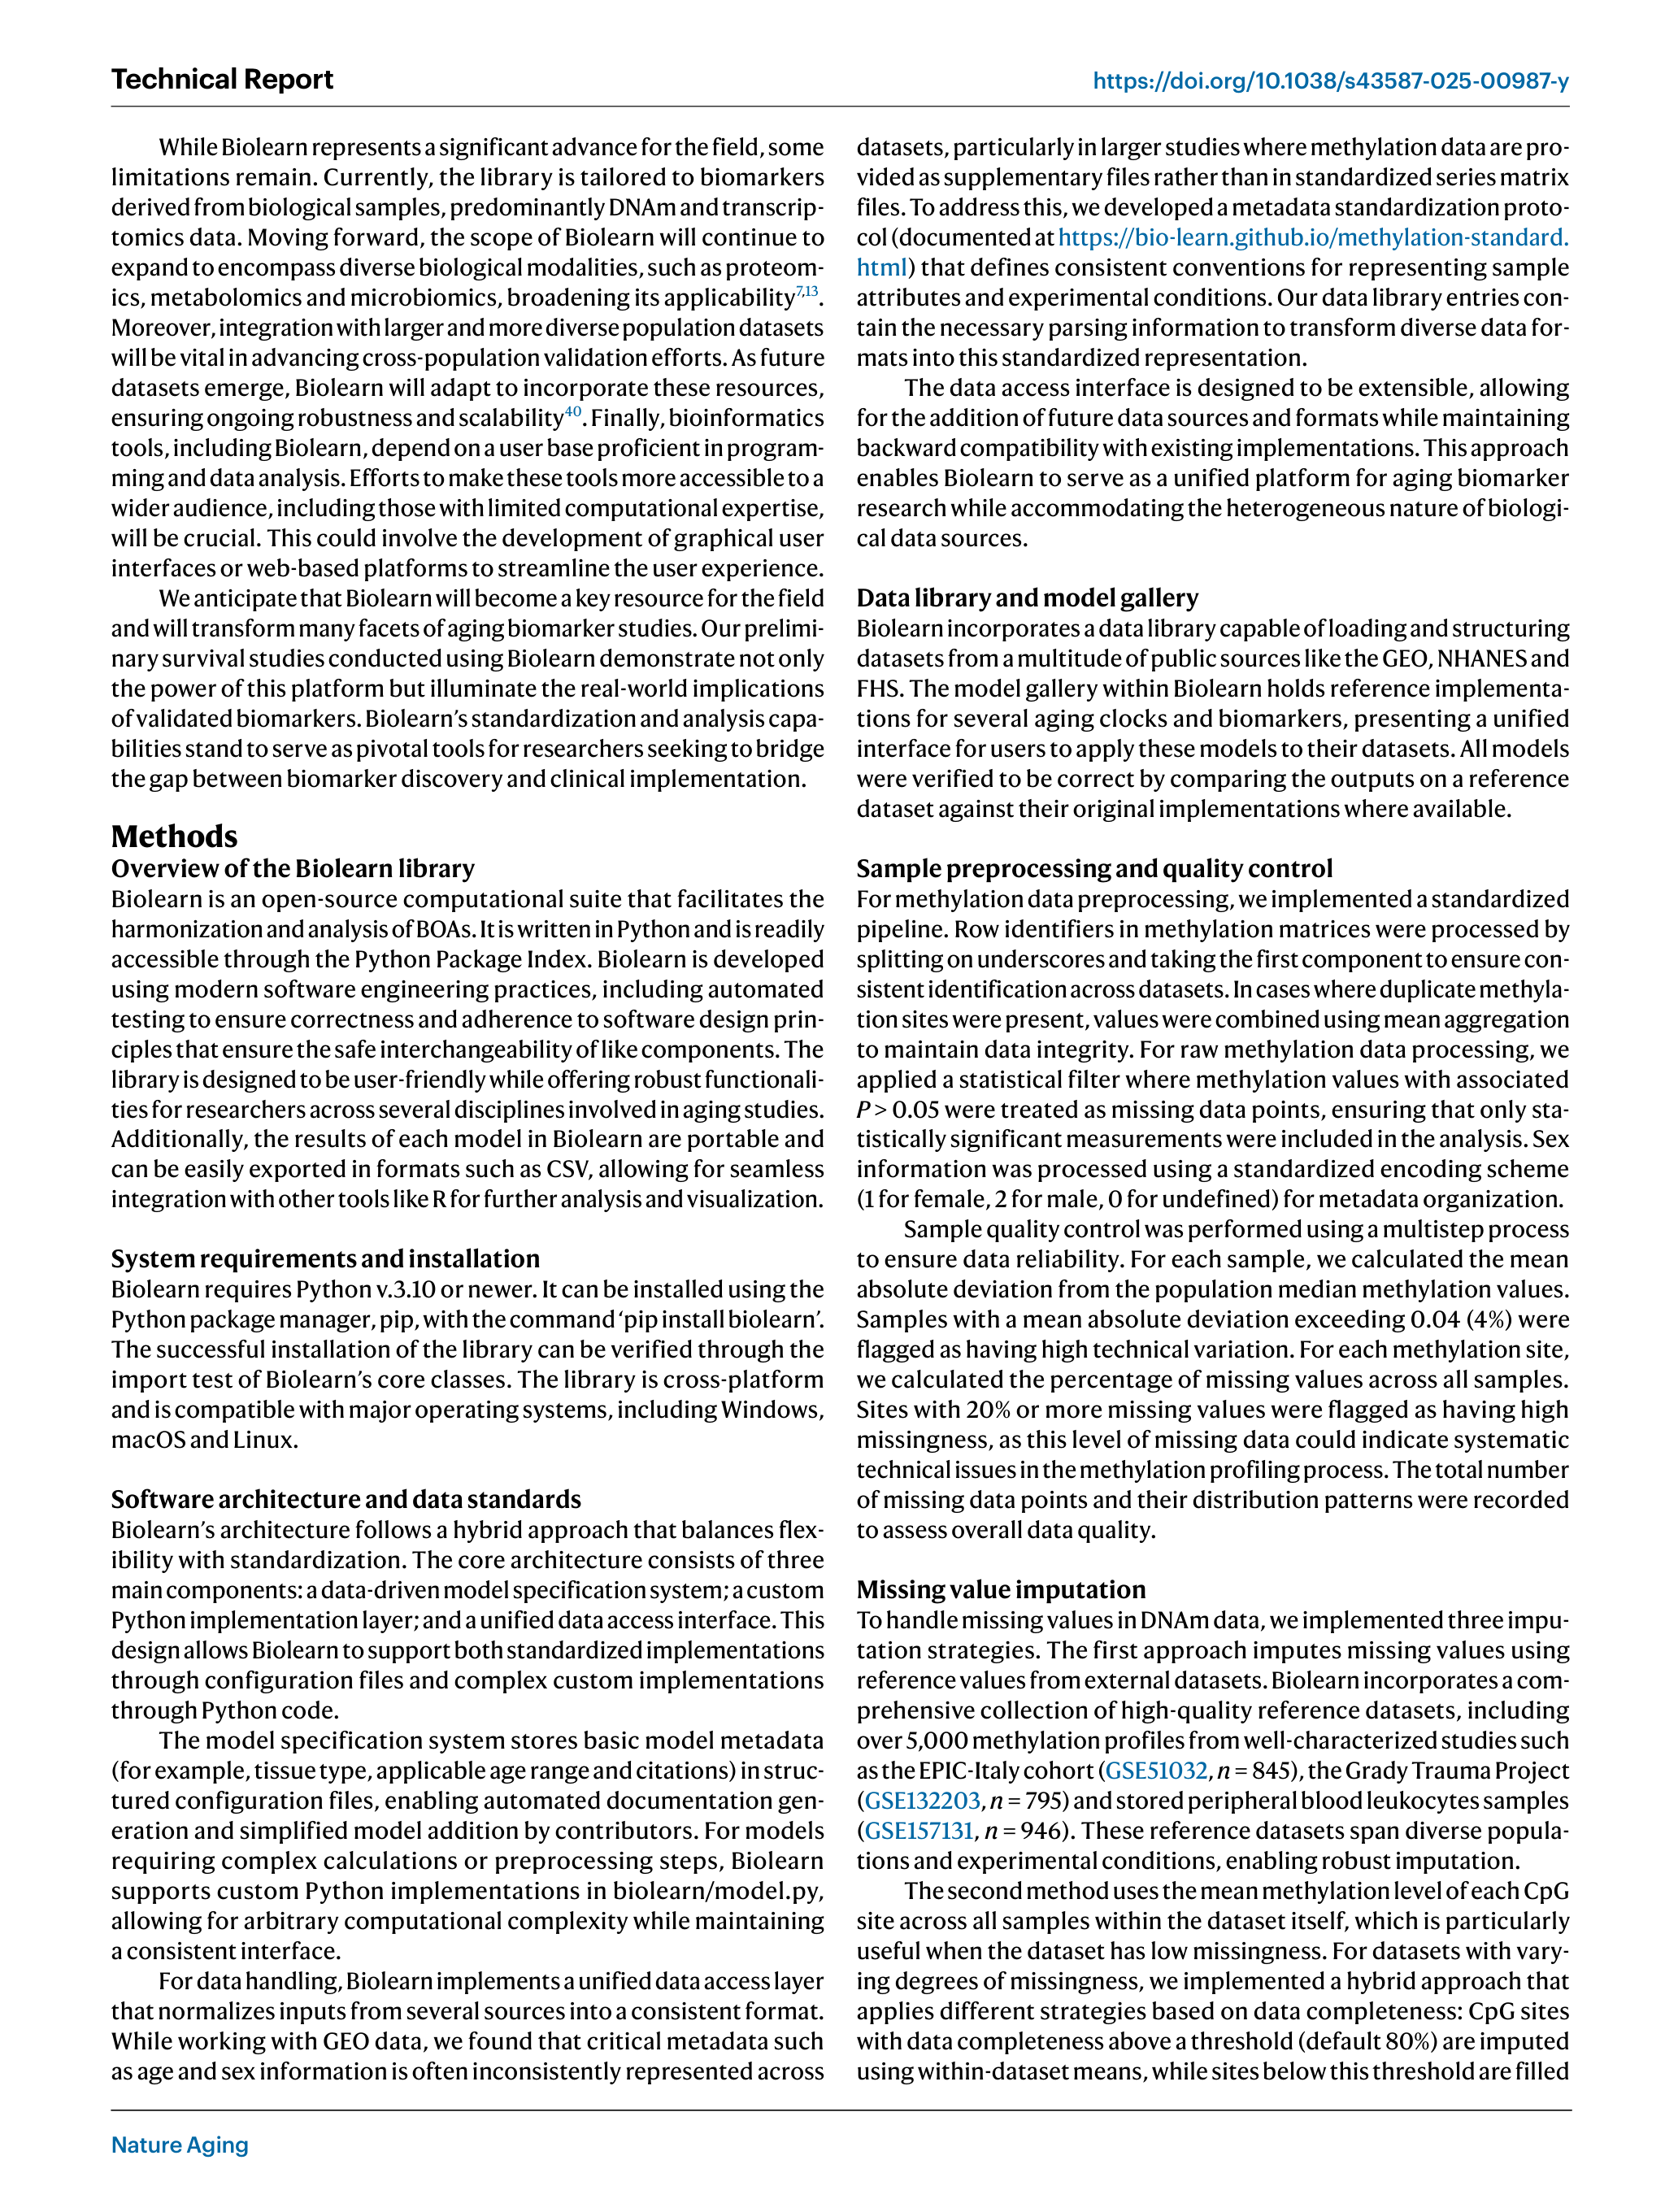 Technical Report
https://doi.org/10.1038/s43587-025-00987-y
While Biolearn represents a significant advance for the field, some
limitations remain. Currently, the library is tailored to biomarkers
derived from biological samples, predominantly DNAm and transcrip-
tomics data. Moving forward, the scope of Biolearn will continue to
expand to encompass diverse biological modalities, such as proteom-
ics, metabolomics and microbiomics, broadening its applicability7,13.
Moreover, integration with larger and more diverse population datasets
will be vital in advancing cross-population validation efforts. As future
datasets emerge, Biolearn will adapt to incorporate these resources,
ensuring ongoing robustness and scalability40. Finally, bioinformatics
tools, including Biolearn, depend on a user base proficient in program-
ming and data analysis. Efforts to make these tools more accessible to a
wider audience, including those with limited computational expertise,
will be crucial. This could involve the development of graphical user
interfaces or web-based platforms to streamline the user experience.
We anticipate that Biolearn will become a key resource for the field
and will transform many facets of aging biomarker studies. Our prelimi-
nary survival studies conducted using Biolearn demonstrate not only
the power of this platform but illuminate the real-world implications
of validated biomarkers. Biolearn’s standardization and analysis capa-
bilities stand to serve as pivotal tools for researchers seeking to bridge
the gap between biomarker discovery and clinical implementation.
Methods
Overview of the Biolearn library
Biolearn is an open-source computational suite that facilitates the
harmonization and analysis of BOAs. It is written in Python and is readily
accessible through the Python Package Index. Biolearn is developed
using modern software engineering practices, including automated
testing to ensure correctness and adherence to software design prin-
ciples that ensure the safe interchangeability of like components. The
library is designed to be user-friendly while offering robust functionali-
ties for researchers across several disciplines involved in aging studies.
Additionally, the results of each model in Biolearn are portable and
can be easily exported in formats such as CSV, allowing for seamless
integration with other tools like R for further analysis and visualization.
System requirements and installation
Biolearn requires Python v.3.10 or newer. It can be installed using the
Python package manager, pip, with the command ‘pip install biolearn’.
The successful installation of the library can be verified through the
import test of Biolearn’s core classes. The library is cross-platform
and is compatible with major operating systems, including Windows,
macOS and Linux.
Software architecture and data standards
Biolearn’s architecture follows a hybrid approach that balances flex-
ibility with standardization. The core architecture consists of three
main components: a data-driven model specification system; a custom
Python implementation layer; and a unified data access interface. This
design allows Biolearn to support both standardized implementations
through configuration files and complex custom implementations
through Python code.
The model specification system stores basic model metadata
(for example, tissue type, applicable age range and citations) in struc-
tured configuration files, enabling automated documentation gen-
eration and simplified model addition by contributors. For models
requiring complex calculations or preprocessing steps, Biolearn
supports custom Python implementations in biolearn/model.py,
allowing for arbitrary computational complexity while maintaining
a consistent interface.
For data handling, Biolearn implements a unified data access layer
that normalizes inputs from several sources into a consistent format.
While working with GEO data, we found that critical metadata such
as age and sex information is often inconsistently represented across
datasets, particularly in larger studies where methylation data are pro-
vided as supplementary files rather than in standardized series matrix
files. To address this, we developed a metadata standardization proto-
col (documented at https://bio-learn.github.io/methylation-standard.
html) that defines consistent conventions for representing sample
attributes and experimental conditions. Our data library entries con-
tain the necessary parsing information to transform diverse data for-
mats into this standardized representation.
The data access interface is designed to be extensible, allowing
for the addition of future data sources and formats while maintaining
backward compatibility with existing implementations. This approach
enables Biolearn to serve as a unified platform for aging biomarker
research while accommodating the heterogeneous nature of biologi-
cal data sources.
Data library and model gallery
Biolearn incorporates a data library capable of loading and structuring
datasets from a multitude of public sources like the GEO, NHANES and
FHS. The model gallery within Biolearn holds reference implementa-
tions for several aging clocks and biomarkers, presenting a unified
interface for users to apply these models to their datasets. All models
were verified to be correct by comparing the outputs on a reference
dataset against their original implementations where available.
Sample preprocessing and quality control
For methylation data preprocessing, we implemented a standardized
pipeline. Row identifiers in methylation matrices were processed by
splitting on underscores and taking the first component to ensure con-
sistent identification across datasets. In cases where duplicate methyla-
tion sites were present, values were combined using mean aggregation
to maintain data integrity. For raw methylation data processing, we
applied a statistical filter where methylation values with associated
P > 0.05 were treated as missing data points, ensuring that only sta-
tistically significant measurements were included in the analysis. Sex
information was processed using a standardized encoding scheme
(1 for female, 2 for male, 0 for undefined) for metadata organization.
Sample quality control was performed using a multistep process
to ensure data reliability. For each sample, we calculated the mean
absolute deviation from the population median methylation values.
Samples with a mean absolute deviation exceeding 0.04 (4%) were
flagged as having high technical variation. For each methylation site,
we calculated the percentage of missing values across all samples.
Sites with 20% or more missing values were flagged as having high
missingness, as this level of missing data could indicate systematic
technical issues in the methylation profiling process. The total number
of missing data points and their distribution patterns were recorded
to assess overall data quality.
Missing value imputation
To handle missing values in DNAm data, we implemented three impu-
tation strategies. The first approach imputes missing values using
reference values from external datasets. Biolearn incorporates a com-
prehensive collection of high-quality reference datasets, including
over 5,000 methylation profiles from well-characterized studies such
as the EPIC-Italy cohort (GSE51032, n = 845), the Grady Trauma Project
(GSE132203, n = 795) and stored peripheral blood leukocytes samples
(GSE157131, n = 946). These reference datasets span diverse popula-
tions and experimental conditions, enabling robust imputation.
The second method uses the mean methylation level of each CpG
site across all samples within the dataset itself, which is particularly
useful when the dataset has low missingness. For datasets with vary-
ing degrees of missingness, we implemented a hybrid approach that
applies different strategies based on data completeness: CpG sites
with data completeness above a threshold (default 80%) are imputed
using within-dataset means, while sites below this threshold are filled
Nature Aging